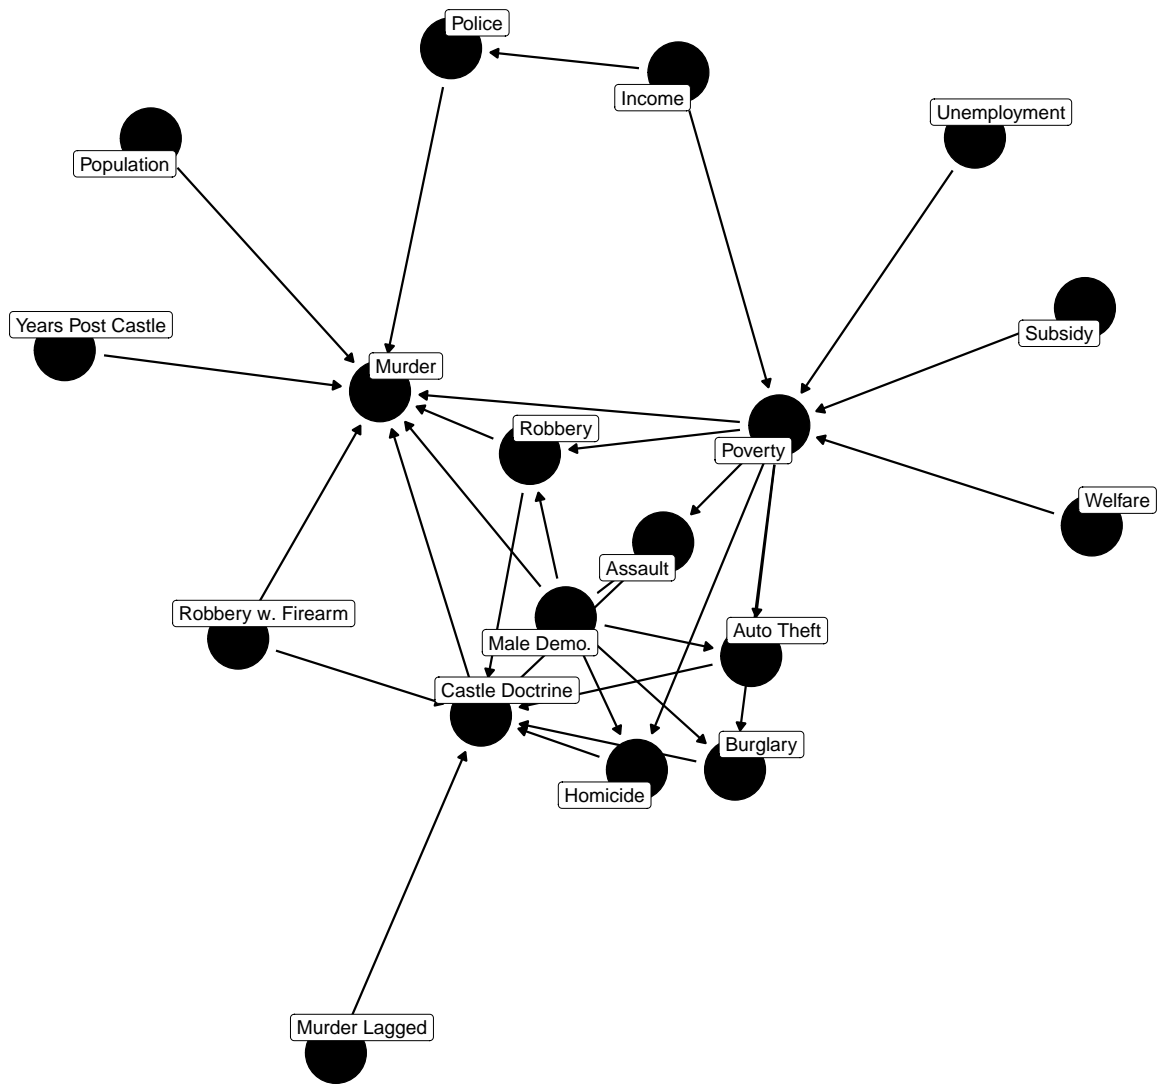 Police
Income
Unemployment
Population
Years Post Castle
Subsidy
Murder
Robbery
Poverty
Welfare
Assault
Robbery w. Firearm
Auto Theft
Male Demo.
Castle Doctrine
Burglary
Homicide
Murder Lagged